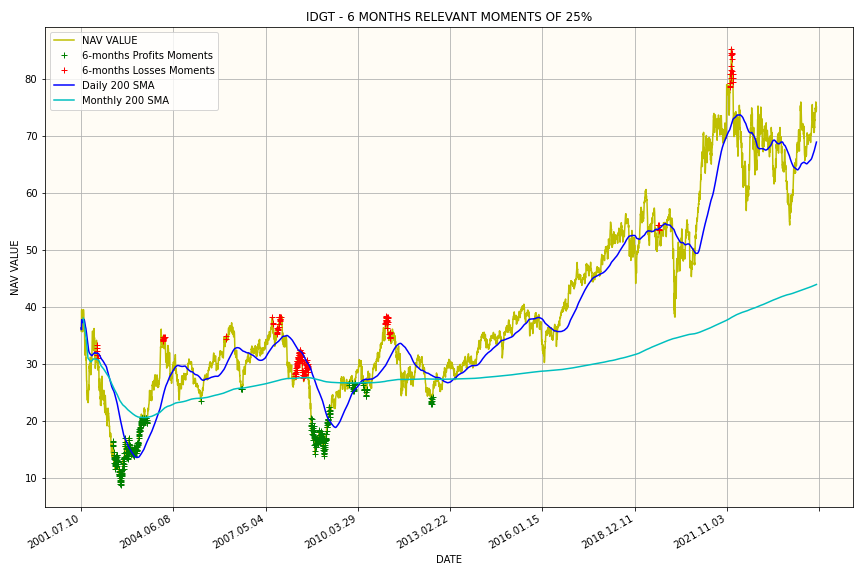 IDGT - 6 MONTHS RELEVANT MOMENTS OF 25%
NAV VALUE
6-months Profits Moments
6-months Losses Moments
Daily 200 SMA
Monthly 200 SMA
80
70
60
50
40
30
20
10
NAV VALUE
2001.07.10
2004.06.08
2007.05.04
2010.03.29
2013.02.22
2016.01.15
2018.12.11
2021.11.03
DATE